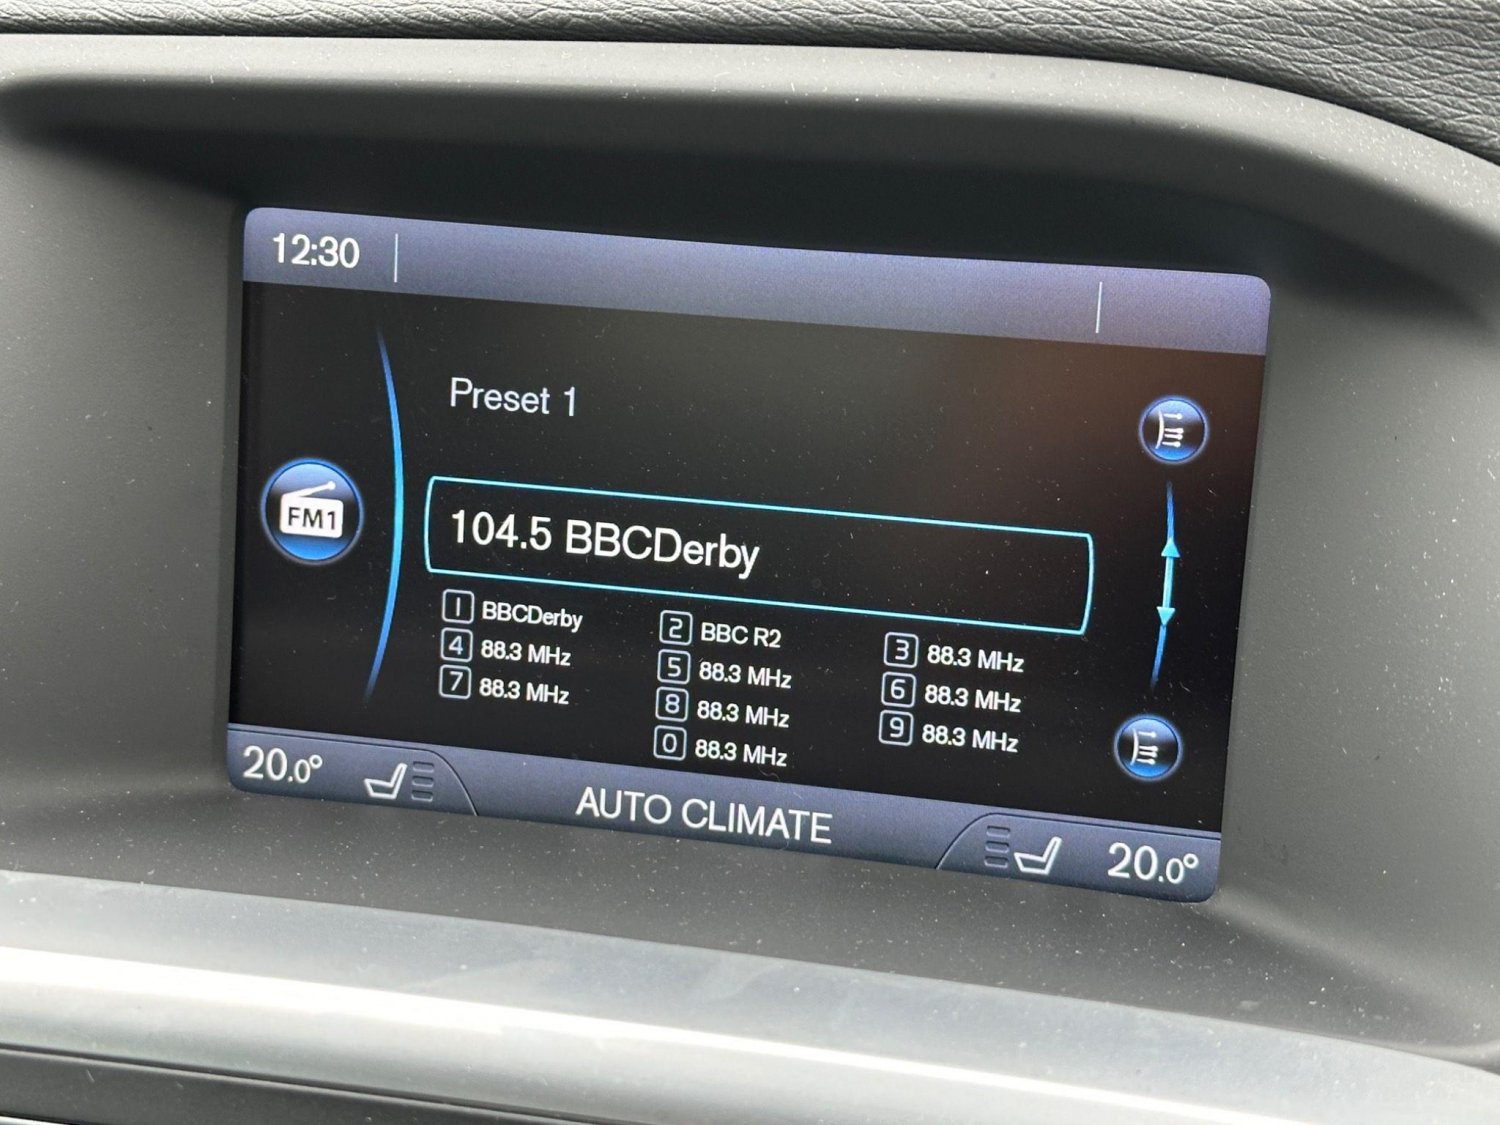 12:30
Preset 1
FM1
104.5 BBCDerby
1 BBCDerby 2 BBC R2 3 88.3 MHz
4 88.3 MHz 5 88.3 MHz 6 88.3 MHz
7 88.3 MHz 8 88.3 MHz 9 88.3 MHz
0 88.3 MHz
20.0° AUTO CLIMATE 20.0°